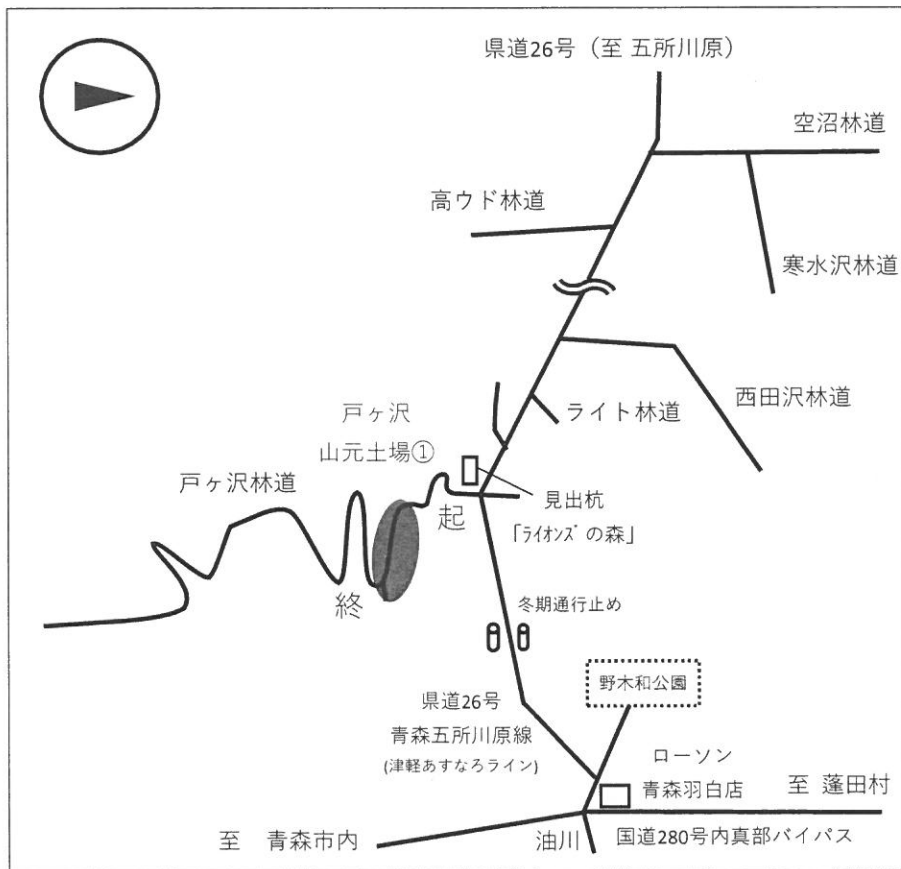 県道26号（至 五所川原）
空沼林道
高ウド林道
寒水沢林道
西田沢林道
ライト林道
戸ヶ沢
山元土場①
戸ヶ沢林道
起
見出杭
「ﾗｲｵﾝｽﾞの森」
終
冬期通行止め
野木和公園
県道26号
青森五所川原線
(津軽あすなろライン)
ローソン
青森羽白店
至 蓬田村
至 青森市内
油川
国道280号内真部バイパス